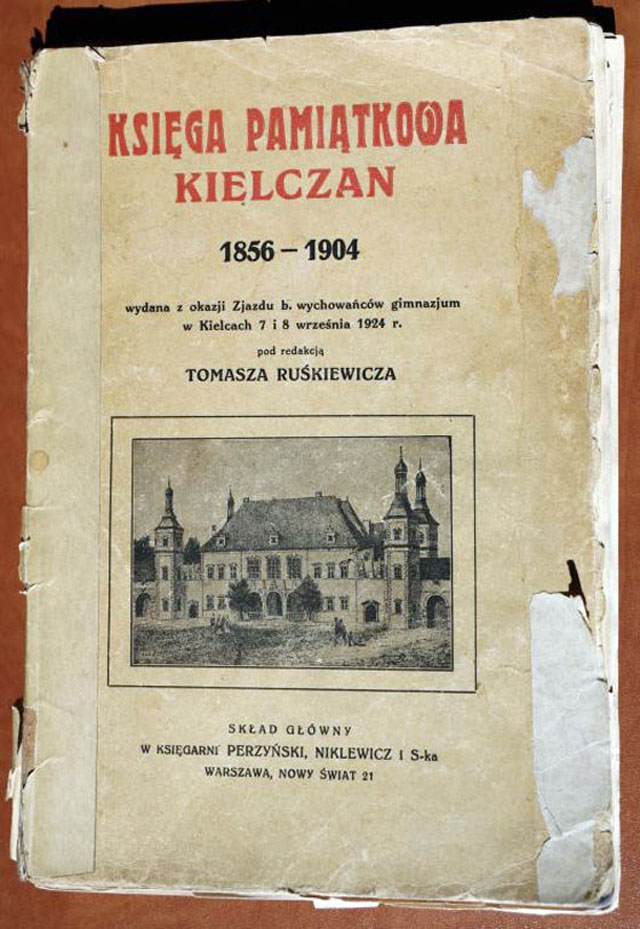 KSIĘGA PAMIĄTKOWA
KIELCZAN
1856 – 1904
wydana z okazji Zjazdu b. wychowańców gimnazjum
w Kielcach 7 i 8 września 1924 r.
pod redakcją
TOMASZA RUŚKIEWICZA
SKŁAD GŁÓWNY
W KSIĘGARNI PERZYŃSKI, NIKLEWICZ i S-ka
WARSZAWA, NOWY ŚWIAT 21